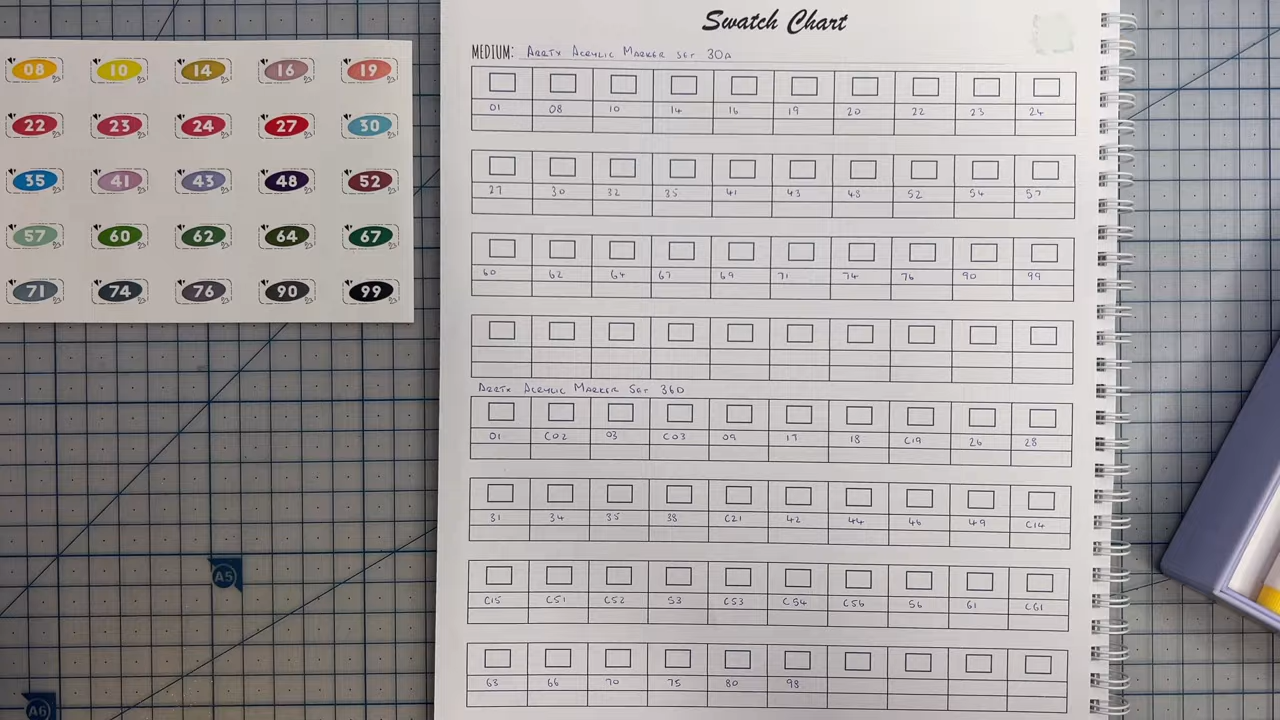 Swatch Chart
MEDIUM: ARRTX ACRYLIC MARKER SET 30A
01 08 10 14 16 19 20 22 23 24
27 30 32 35 41 43 48 52 54 57
60 62 64 67 69 71 74 76 90 99
ARRTX ACRYLIC MARKER SET 36D
01 C02 03 C03 09 17 18 C19 26 28
31 34 35 38 C21 42 44 46 49 C14
C15 C51 C52 53 C53 C54 C56 56 61 C61
63 66 70 75 80 98
08 10 14 16 19
22 23 24 27 30
35 41 43 48 52
57 60 62 64 67
71 74 76 90 99
A5
A6